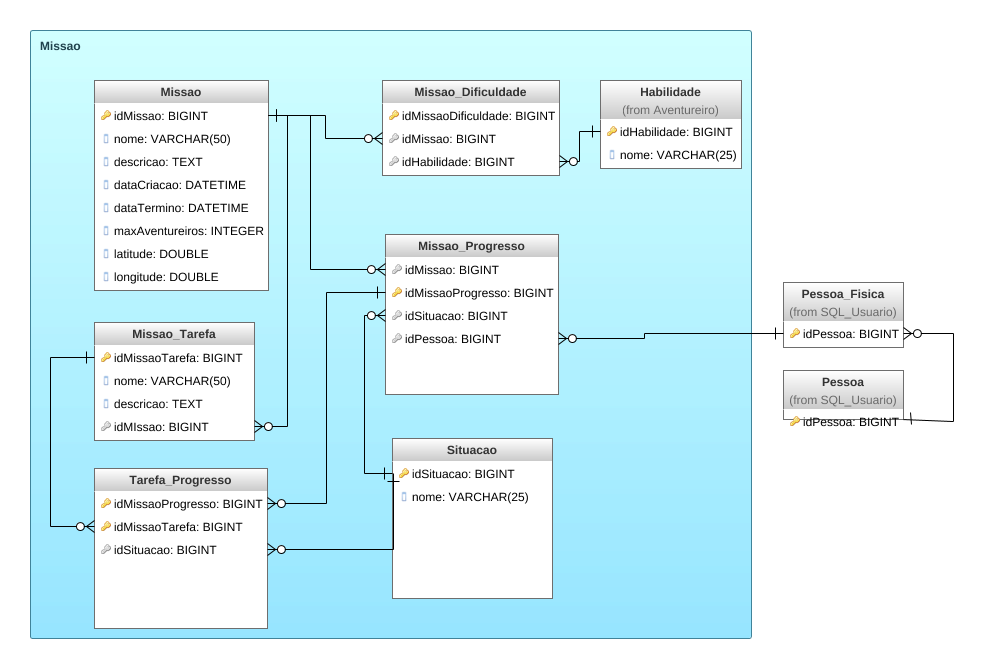 Missao
Missao
idMissao: BIGINT
nome: VARCHAR(50)
descricao: TEXT
dataCriacao: DATETIME
dataTermino: DATETIME
maxAventureiros: INTEGER
latitude: DOUBLE
longitude: DOUBLE
Missao_Dificuldade
idMissaoDificuldade: BIGINT
idMissao: BIGINT
idHabilidade: BIGINT
Habilidade
(from Aventureiro)
idHabilidade: BIGINT
nome: VARCHAR(25)
Missao_Progresso
idMissao: BIGINT
idMissaoProgresso: BIGINT
idSituacao: BIGINT
idPessoa: BIGINT
Pessoa_Fisica
(from SQL_Usuario)
idPessoa: BIGINT
Pessoa
(from SQL_Usuario)
idPessoa: BIGINT
Missao_Tarefa
idMissaoTarefa: BIGINT
nome: VARCHAR(50)
descricao: TEXT
idMIssao: BIGINT
Tarefa_Progresso
idMissaoProgresso: BIGINT
idMissaoTarefa: BIGINT
idSituacao: BIGINT
Situacao
idSituacao: BIGINT
nome: VARCHAR(25)